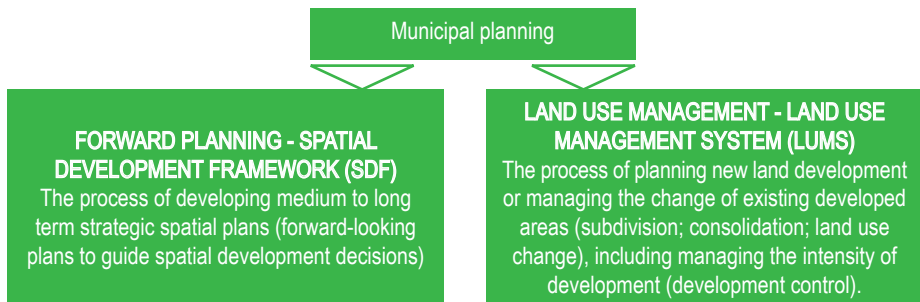 Municipal planning
FORWARD PLANNING - SPATIAL
DEVELOPMENT FRAMEWORK (SDF)
The process of developing medium to long
term strategic spatial plans (forward-looking
plans to guide spatial development decisions)
LAND USE MANAGEMENT - LAND USE
MANAGEMENT SYSTEM (LUMS)
The process of planning new land development
or managing the change of existing developed
areas (subdivision; consolidation; land use
change), including managing the intensity of
development (development control).